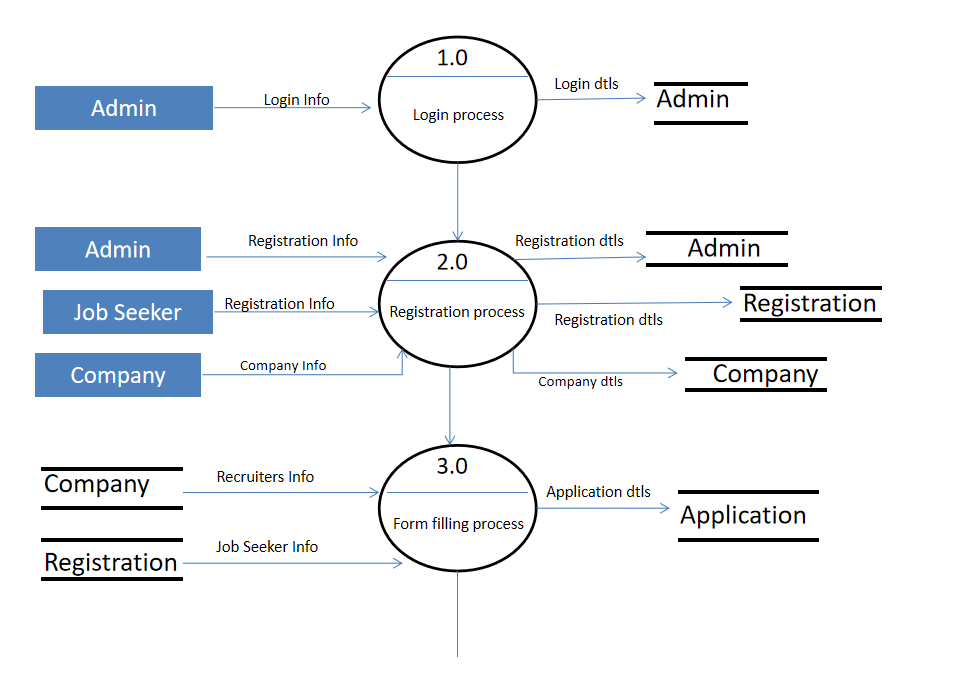 1.0
Login dtls
Admin
Login Info
Admin
Login process
Admin
Registration Info
2.0
Registration dtls
Admin
Job Seeker
Registration Info
Registration process
Registration dtls
Registration
Company
Company Info
Company dtls
Company
3.0
Company
Recruiters Info
Application dtls
Application
Form filling process
Registration
Job Seeker Info